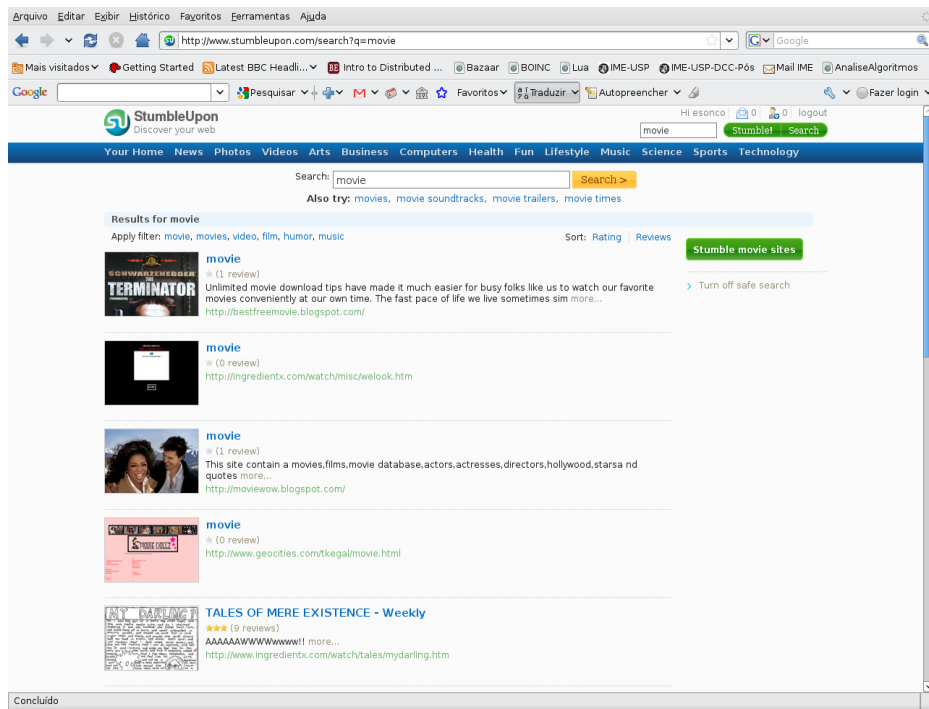 Arquivo Editar Exibir Histórico Favoritos Ferramentas Ajuda
http://www.stumbleupon.com/search?q=movie
Google
Mais visitados Getting Started Latest BBC Headli... Intro to Distributed ... Bazaar BOINC Lua IME-USP IME-USP-DCC-Pós Mail IME AnaliseAlgoritmos
Google Pesquisar Favoritos Traduzir Autopreencher Fazer login
StumbleUpon
Discover your web
Hi esonco 0 0 logout
movie Stumble! Search
Your Home News Photos Videos Arts Business Computers Health Fun Lifestyle Music Science Sports Technology
Search: movie Search >
Also try: movies, movie soundtracks, movie trailers, movie times
Results for movie
Apply filter: movie, movies, video, film, humor, music
Sort: Rating Reviews
Stumble movie sites
Turn off safe search
SCHWARZENEGGER
THE
TERMINATOR
movie
(1 review)
Unlimited movie download tips have made it much easier for busy folks like us to watch our favorite
movies conveniently at our own time. The fast pace of life we live sometimes sim more...
http://bestfreemovie.blogspot.com/
movie
(0 review)
http://ingredientx.com/watch/misc/welook.htm
movie
(1 review)
This site contain a movies,films,movie database,actors,actresses,directors,hollywood,starsa nd
quotes more...
http://moviewow.blogspot.com/
movie
(0 review)
http://www.geocities.com/tkegal/movie.html
MY DARLING?
TALES OF MERE EXISTENCE - Weekly
(9 reviews)
AAAAAAWWWWwwww!! more...
http://www.ingredientx.com/watch/tales/mydarling.htm
Concluído